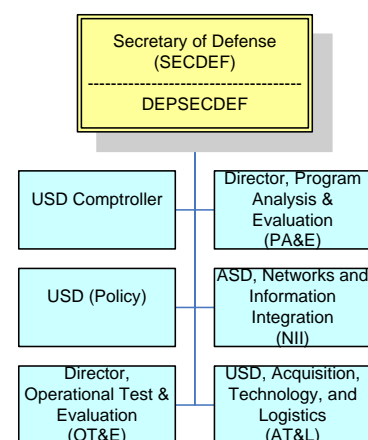 Secretary of Defense
(SECDEF)
------------------------------------
DEPSECDEF
USD Comptroller
Director, Program
Analysis &
Evaluation
(PA&E)
USD (Policy)
ASD, Networks and
Information
Integration
(NII)
Director,
Operational Test &
Evaluation
(OT&E)
USD, Acquisition,
Technology, and
Logistics
(AT&L)